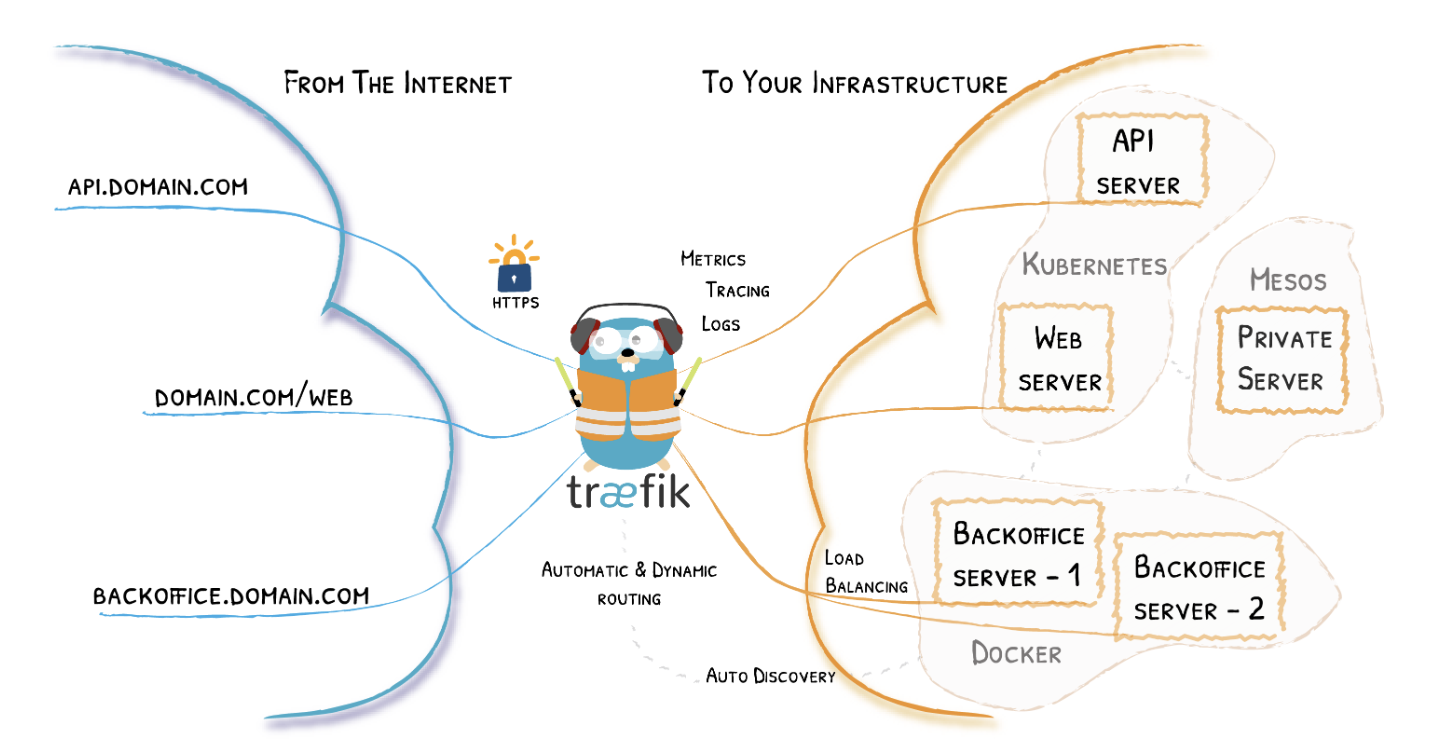 From The Internet
To Your Infrastructure
API.DOMAIN.COM
HTTPS
Metrics
Tracing
Logs
API
SERVER
Kubernetes
Mesos
Web
SERVER
Private
Server
DOMAIN.COM/WEB
træfik
Backoffice
SERVER - 1
Backoffice
SERVER - 2
Load
Balancing
Automatic & Dynamic
ROUTING
BACKOFFICE.DOMAIN.COM
Docker
Auto Discovery